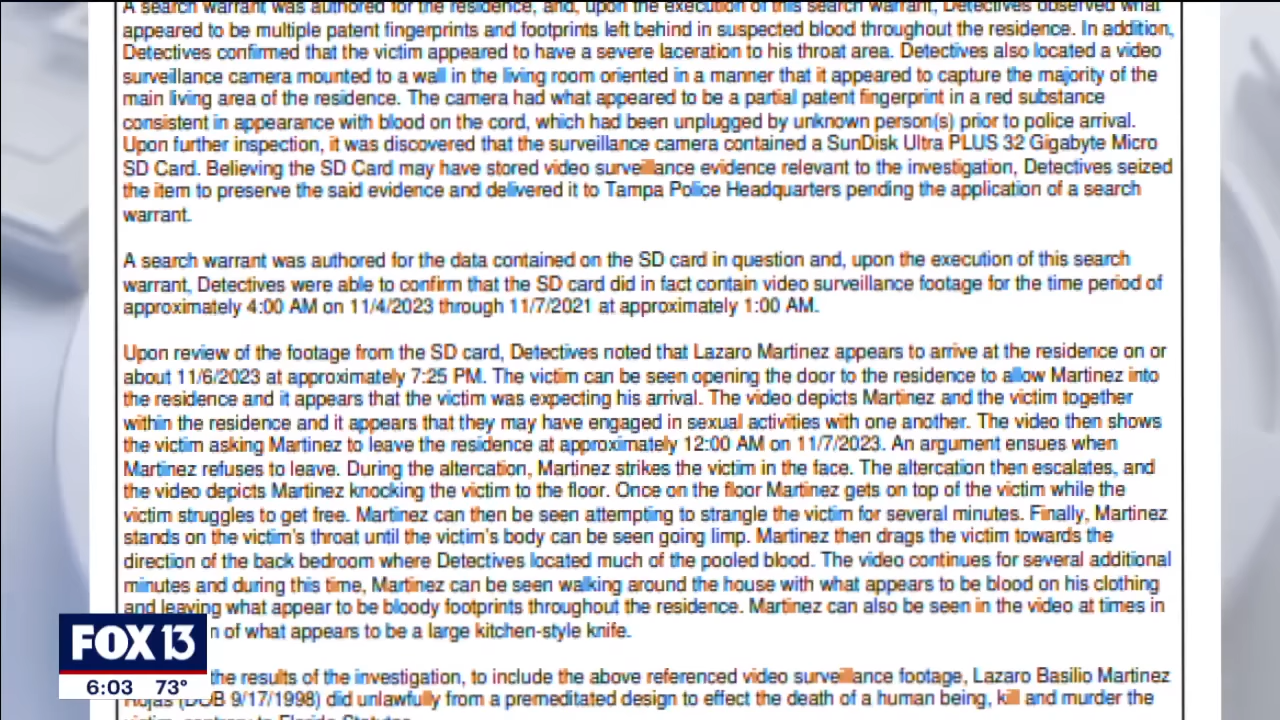 A search warrant was authored for the residence, and, upon the execution of this search warrant, Detectives observed what
appeared to be multiple patent fingerprints and footprints left behind in suspected blood throughout the residence. In addition,
Detectives confirmed that the victim appeared to have a severe laceration to his throat area. Detectives also located a video
surveillance camera mounted to a wall in the living room oriented in a manner that it appeared to capture the majority of the
main living area of the residence. The camera had what appeared to be a partial patent fingerprint in a red substance
consistent in appearance with blood on the cord, which had been unplugged by unknown person(s) prior to police arrival.
Upon further inspection, it was discovered that the surveillance camera contained a SunDisk Ultra PLUS 32 Gigabyte Micro
SD Card. Believing the SD Card may have stored video surveillance evidence relevant to the investigation, Detectives seized
the item to preserve the said evidence and delivered it to Tampa Police Headquarters pending the application of a search
warrant.
A search warrant was authored for the data contained on the SD card in question and, upon the execution of this search
warrant, Detectives were able to confirm that the SD card did in fact contain video surveillance footage for the time period of
approximately 4:00 AM on 11/4/2023 through 11/7/2021 at approximately 1:00 AM.
Upon review of the footage from the SD card, Detectives noted that Lazaro Martinez appears to arrive at the residence on or
about 11/6/2023 at approximately 7:25 PM. The victim can be seen opening the door to the residence to allow Martinez into
the residence and it appears that the victim was expecting his arrival. The video depicts Martinez and the victim together
within the residence and it appears that they may have engaged in sexual activities with one another. The video then shows
the victim asking Martinez to leave the residence at approximately 12:00 AM on 11/7/2023. An argument ensues when
Martinez refuses to leave. During the altercation, Martinez strikes the victim in the face. The altercation then escalates, and
the video depicts Martinez knocking the victim to the floor. Once on the floor Martinez gets on top of the victim while the
victim struggles to get free. Martinez can then be seen attempting to strangle the victim for several minutes. Finally, Martinez
stands on the victim's throat until the victim's body can be seen going limp. Martinez then drags the victim towards the
direction of the back bedroom where Detectives located much of the pooled blood. The video continues for several additional
minutes and during this time, Martinez can be seen walking around the house with what appears to be blood on his clothing
and leaving what appear to be bloody footprints throughout the residence. Martinez can also be seen in the video at times in
n of what appears to be a large kitchen-style knife.
the results of the investigation, to include the above referenced video surveillance footage, Lazaro Basilio Martinez
Rojas (DOB 9/17/1998) did unlawfully from a premeditated design to effect the death of a human being, kill and murder the
victim, contrary to Florida Statutes
FOX 13
6:03 73°